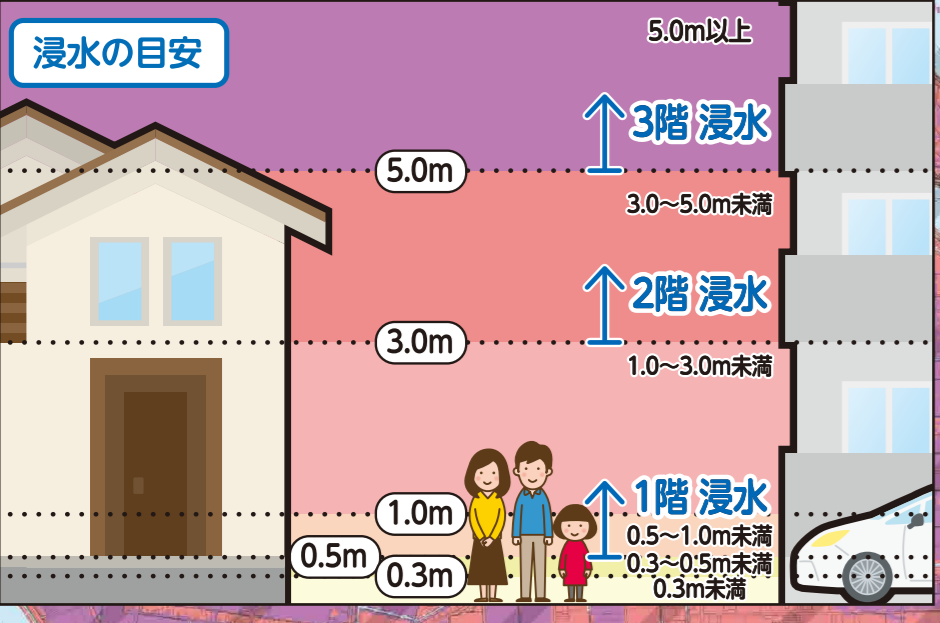 浸水の目安
5.0m以上
3階 浸水
5.0m
3.0〜5.0m未満
2階 浸水
3.0m
1.0〜3.0m未満
1階 浸水
1.0m
0.5〜1.0m未満
0.5m
0.3〜0.5m未満
0.3m
0.3m未満